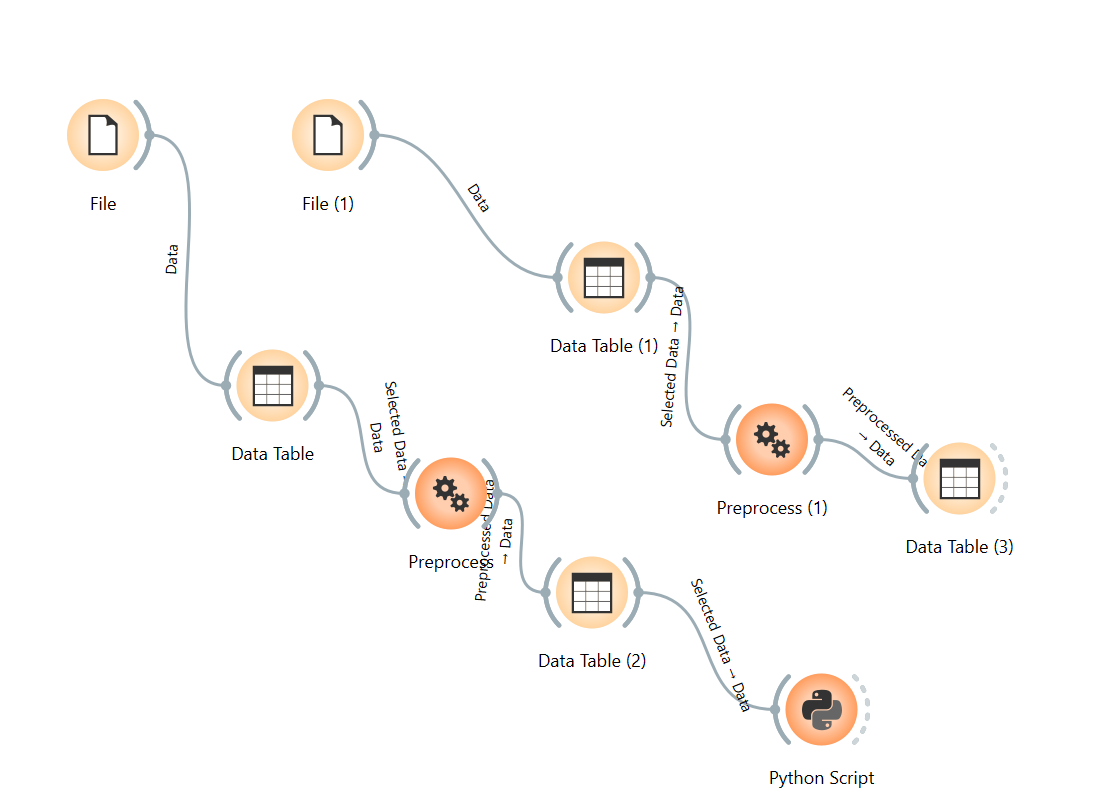 File
File (1)
Data
Data
Data Table (1)
Selected Data → Data
Data Table
Selected Data
Data
Preprocess
Preprocessed Data
→ Data
Preprocess (1)
Preprocessed
→ Data
Data Table (3)
Data Table (2)
Selected Data → Data
Python Script